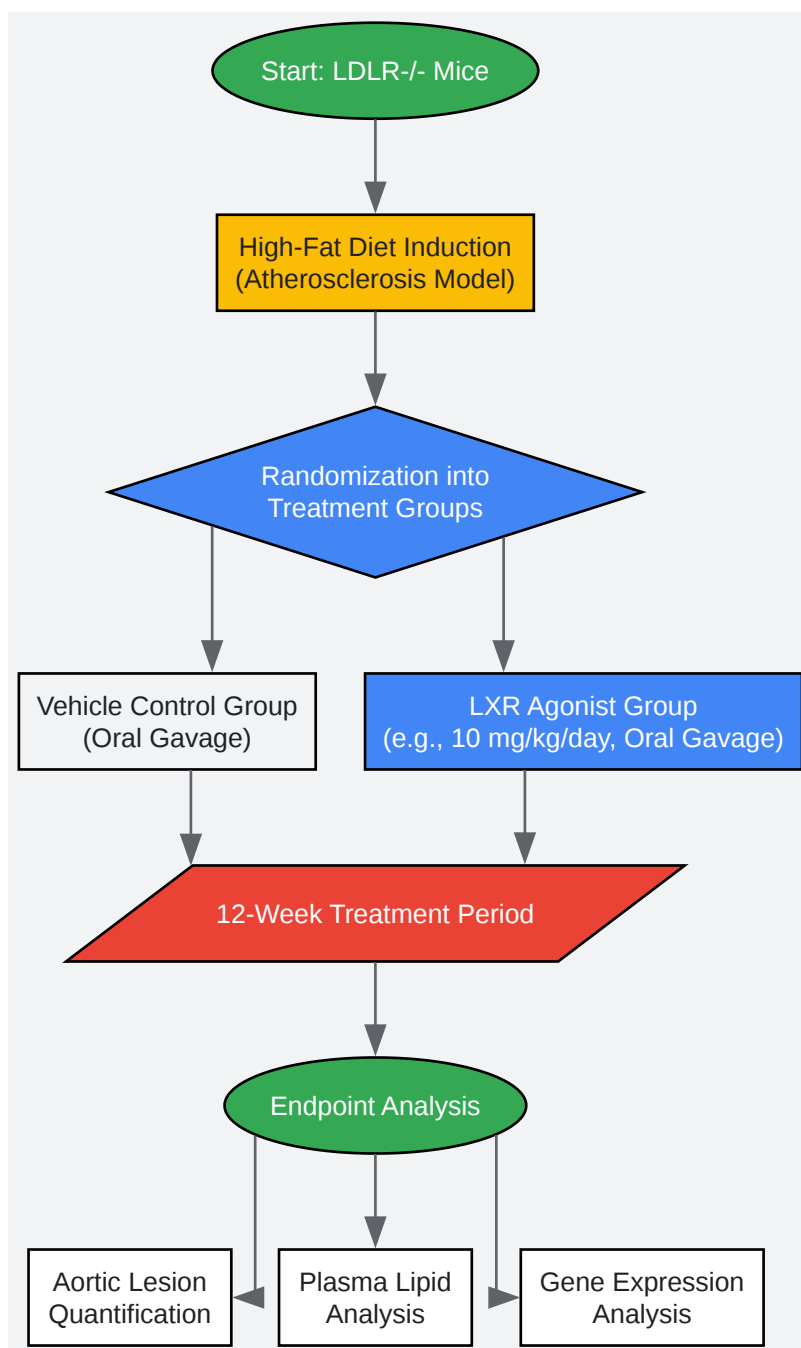 Start: LDLR-/- Mice
High-Fat Diet Induction
(Atherosclerosis Model)
Randomization into
Treatment Groups
Vehicle Control Group
(Oral Gavage)
LXR Agonist Group
(e.g., 10 mg/kg/day, Oral Gavage)
12-Week Treatment Period
Endpoint Analysis
Aortic Lesion
Quantification
Plasma Lipid
Analysis
Gene Expression
Analysis